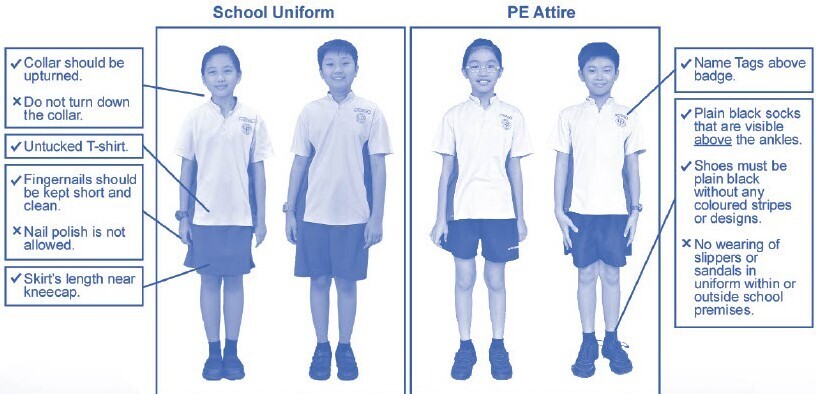 School Uniform
PE Attire
✓ Collar should be
upturned.
× Do not turn down
the collar.
✓ Untucked T-shirt.
✓ Fingernails should
be kept short and
clean.
× Nail polish is not
allowed.
✓ Skirt's length near
kneecap.
✓ Name Tags above
badge.
✓ Plain black socks
that are visible
above the ankles.
✓ Shoes must be
plain black
without any
coloured stripes
or designs.
× No wearing of
slippers or
sandals in
uniform within or
outside school
premises.